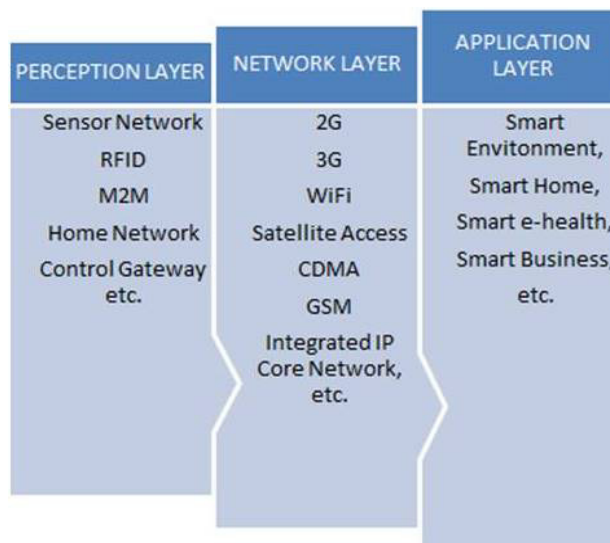 PERCEPTION LAYER
Sensor Network
RFID
M2M
Home Network
Control Gateway
etc.
NETWORK LAYER
2G
3G
WiFi
Satellite Access
CDMA
GSM
Integrated IP
Core Network,
etc.
APPLICATION
LAYER
Smart
Envitonment,
Smart Home,
Smart e-health,
Smart Business,
etc.